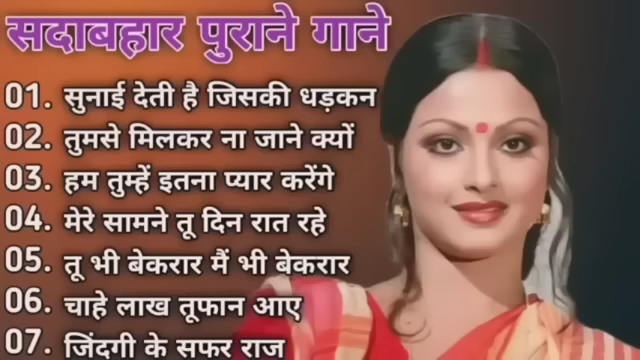 सदाबहार पुराने गाने
01. सुनाई देती है जिसकी धड़कन
02. तुमसे मिलकर ना जाने क्यों
03. हम तुम्हें इतना प्यार करेंगे
04. मेरे सामने तू दिन रात रहे
05. तू भी बेकरार मैं भी बेकरार
06. चाहे लाख तूफान आए
07. जिंदगी के सफर राज